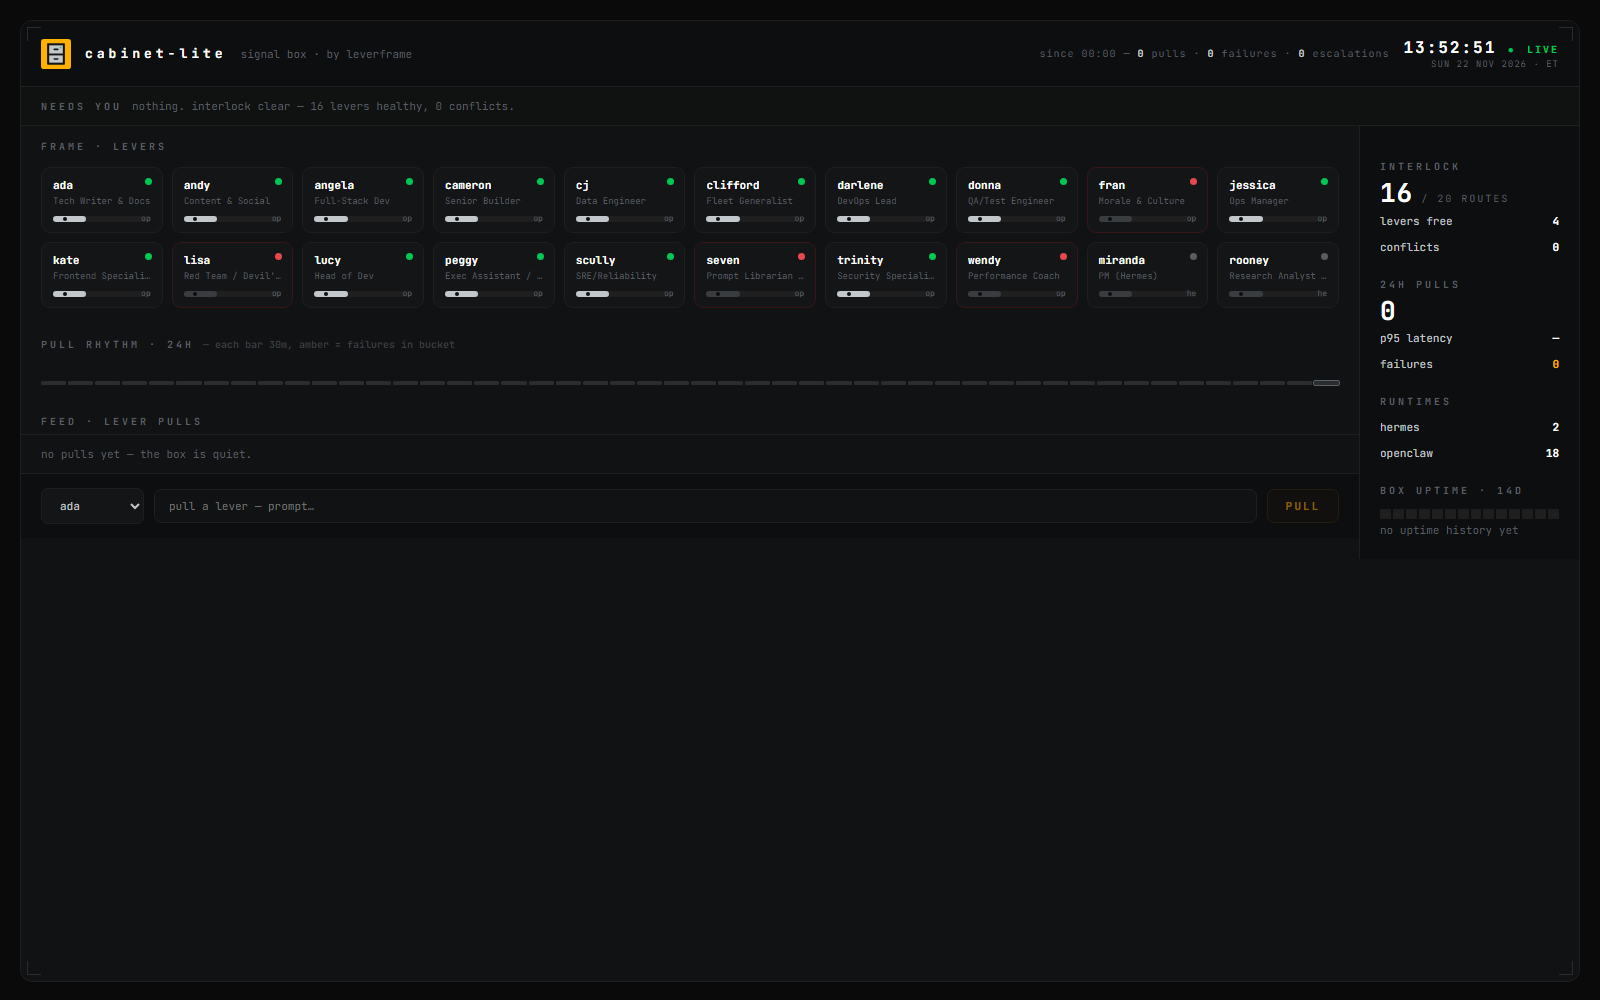 cabinet-lite signal box · by leverframe
since 00:00 — 0 pulls · 0 failures · 0 escalations
13:52:51 ● LIVE
SUN 22 NOV 2026 · ET
NEEDS YOU nothing. interlock clear — 16 levers healthy, 0 conflicts.
FRAME · LEVERS
ada
Tech Writer & Docs
op
andy
Content & Social
op
angela
Full-Stack Dev
op
cameron
Senior Builder
op
cj
Data Engineer
op
clifford
Fleet Generalist
op
darlene
DevOps Lead
op
donna
QA/Test Engineer
op
fran
Morale & Culture
op
jessica
Ops Manager
op
kate
Frontend Speciali…
op
lisa
Red Team / Devil'…
op
lucy
Head of Dev
op
peggy
Exec Assistant / …
op
scully
SRE/Reliability
op
seven
Prompt Librarian …
op
trinity
Security Speciali…
op
wendy
Performance Coach
op
miranda
PM (Hermes)
he
rooney
Research Analyst …
he
PULL RHYTHM · 24H — each bar 30m, amber = failures in bucket
FEED · LEVER PULLS
no pulls yet — the box is quiet.
ada
pull a lever — prompt…
PULL
INTERLOCK
16 / 20 ROUTES
levers free 4
conflicts 0
24H PULLS
0
p95 latency —
failures 0
RUNTIMES
hermes 2
openclaw 18
BOX UPTIME · 14D
no uptime history yet